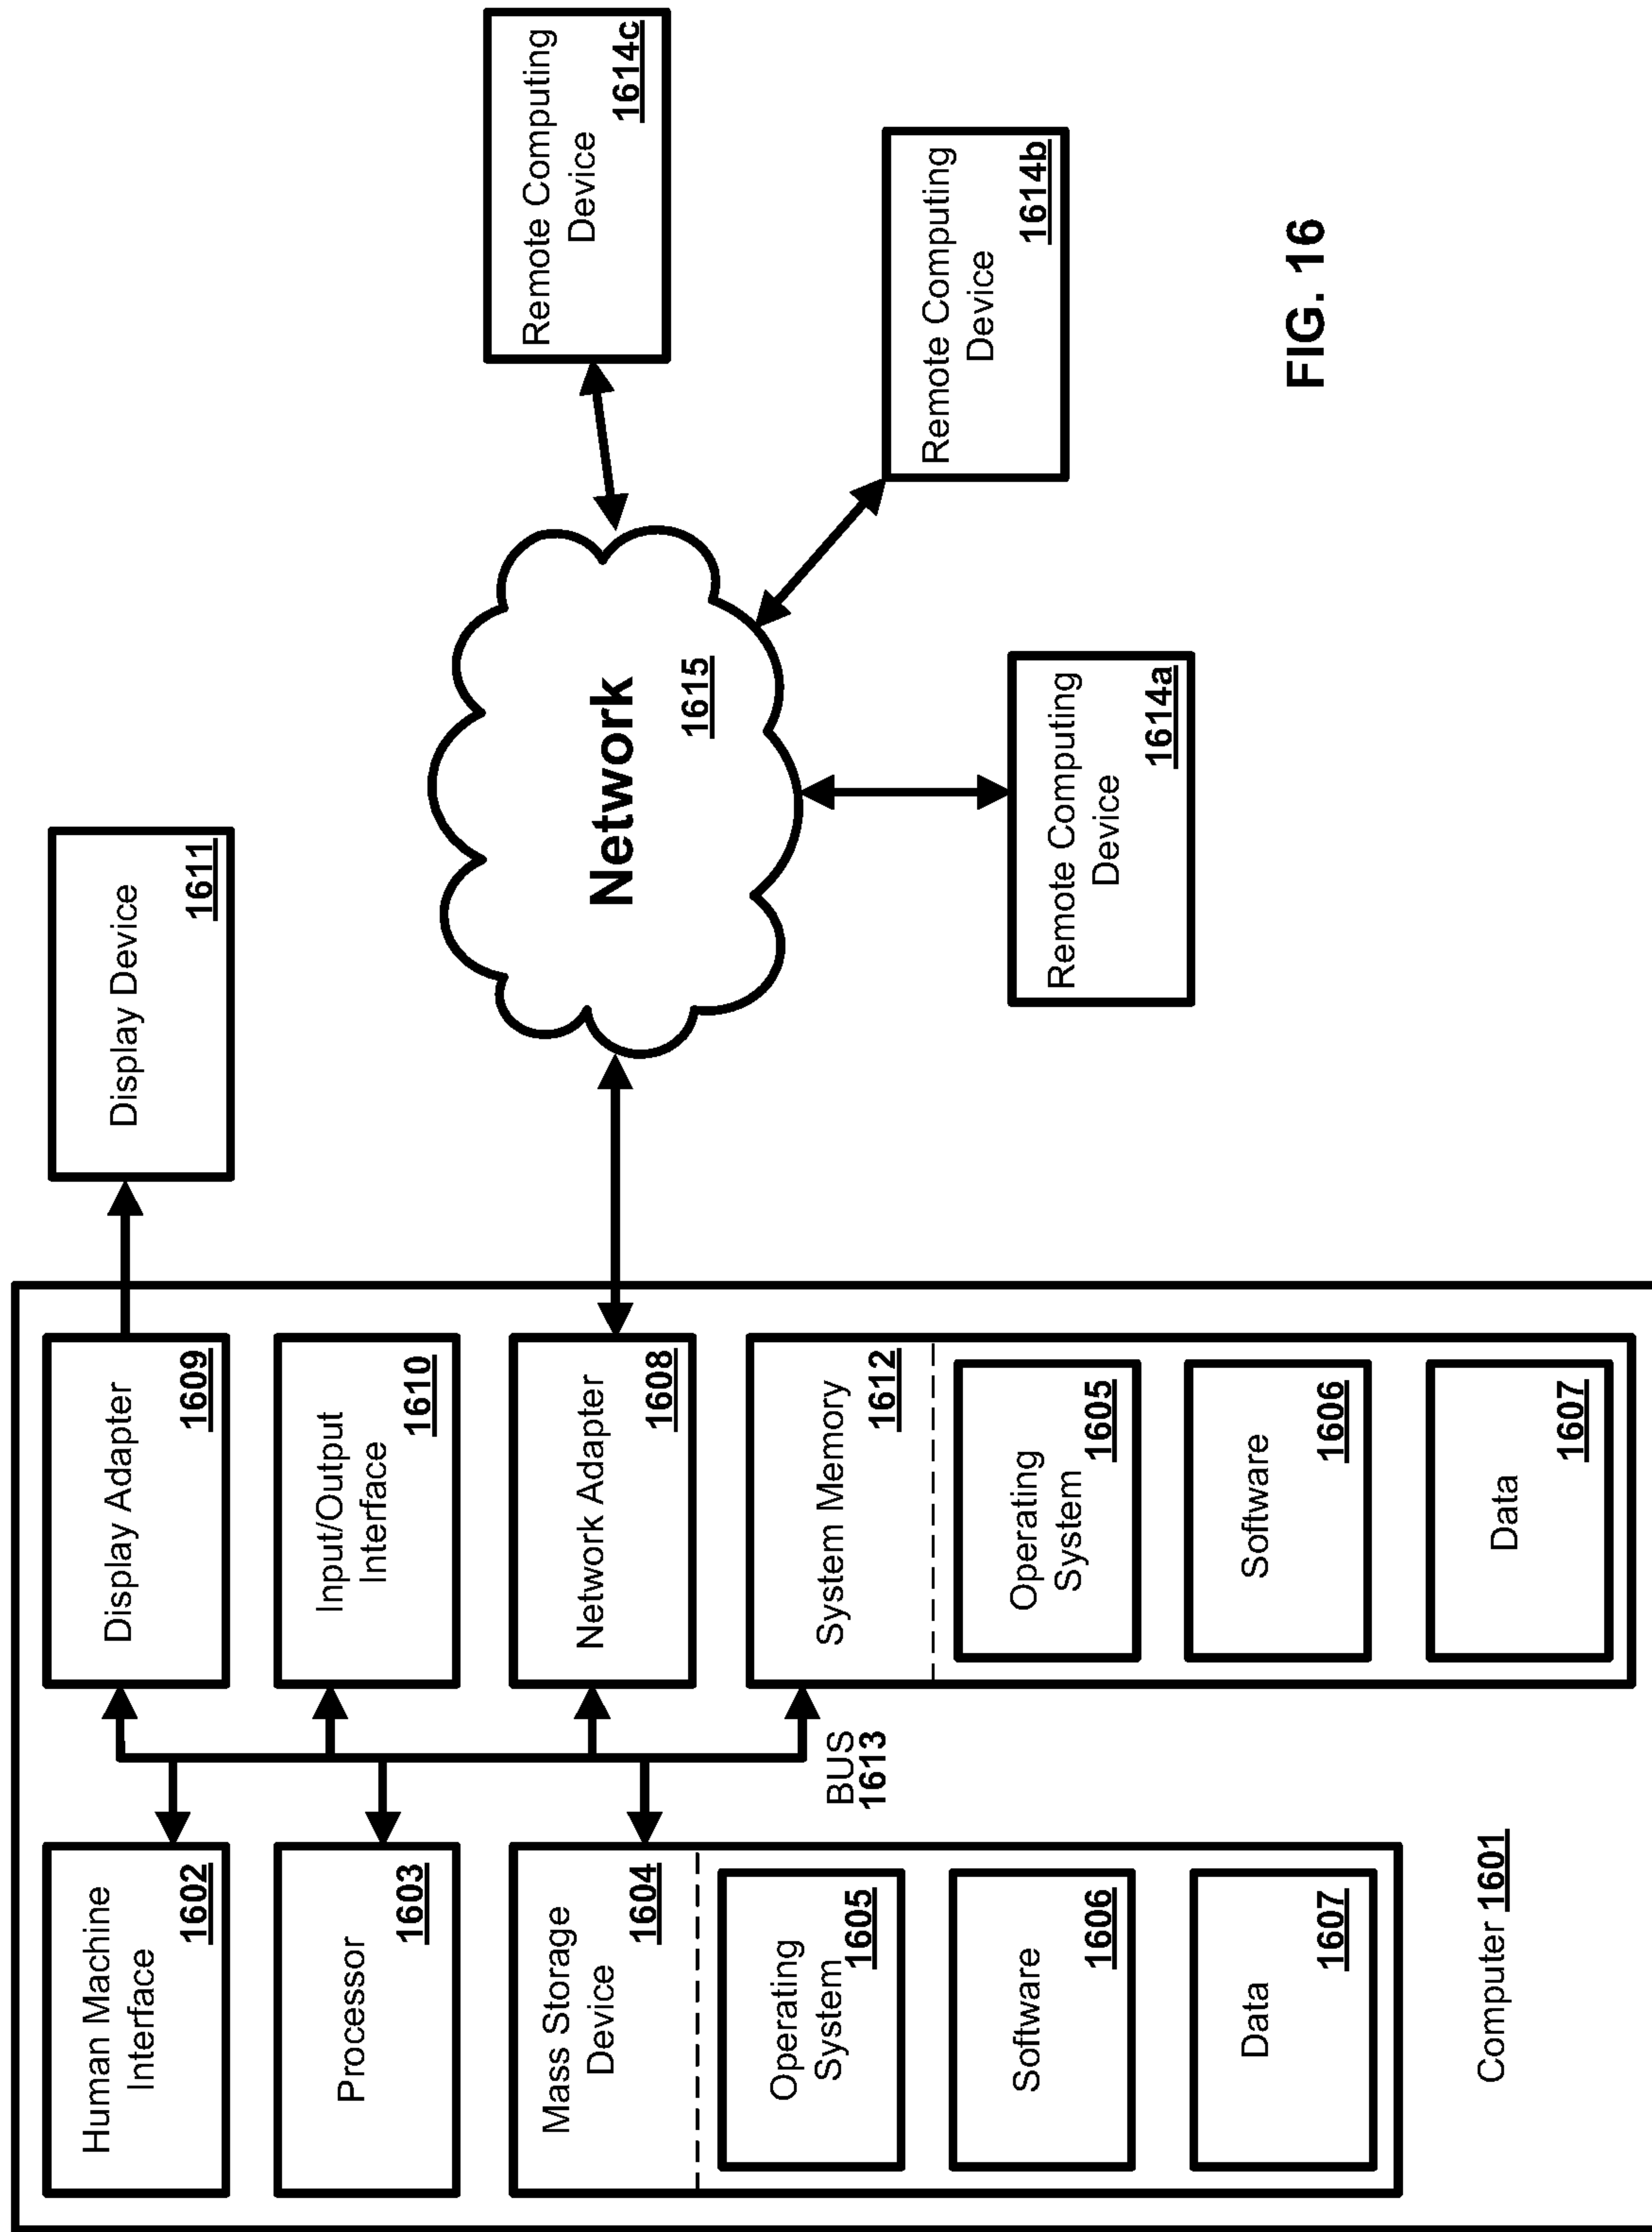 Human Machine
Interface
1602
Processor
1603
Mass Storage
Device
1604
Operating
System
1605
Software
1606
Data
1607
Computer 1601
BUS
1613
Display Adapter
1609
Input/Output
Interface
1610
Network Adapter
1608
System Memory
1612
Operating
System
1605
Software
1606
Data
1607
Display Device
1611
Network
1615
Remote Computing
Device
1614a
Remote Computing
Device
1614b
Remote Computing
Device
1614c
FIG. 16